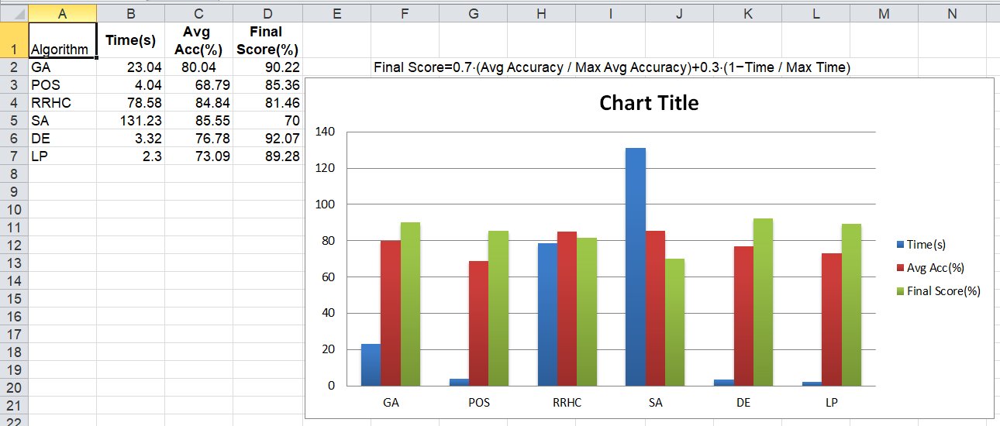 A B C D E F G H I J K L M N
1 Algorithm Time(s) Avg Acc(%) Final Score(%)
2 GA 23.04 80.04 90.22 Final Score=0.7·(Avg Accuracy / Max Avg Accuracy)+0.3·(1−Time / Max Time)
3 POS 4.04 68.79 85.36
4 RRHC 78.58 84.84 81.46
5 SA 131.23 85.55 70
6 DE 3.32 76.78 92.07
7 LP 2.3 73.09 89.28
8
9
10
11
12
13
14
15
16
17
18
19
20
21
22
Chart Title
140
120
100
80
60
40
20
0
GA POS RRHC SA DE LP
Time(s)
Avg Acc(%)
Final Score(%)